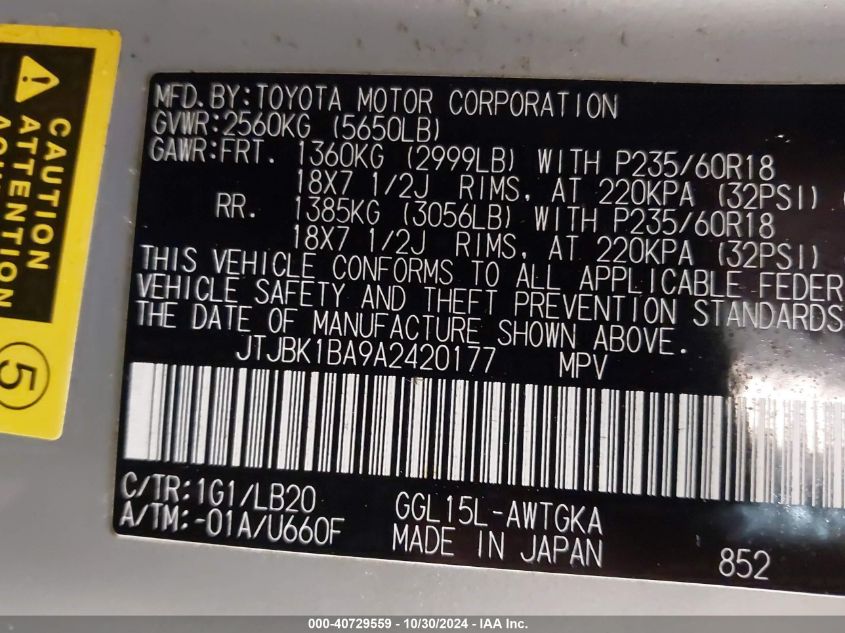 MFD. BY: TOYOTA MOTOR CORPORATION
GVWR: 2560KG (5650LB)
GAWR: FRT. 1360KG (2999LB) WITH P235/60R18
18X7 1/2J RIMS, AT 220KPA (32PSI)
RR. 1385KG (3056LB) WITH P235/60R18
18X7 1/2J RIMS, AT 220KPA (32PSI)
THIS VEHICLE CONFORMS TO ALL APPLICABLE FEDER
VEHICLE SAFETY AND THEFT PREVENTION STANDARDS
THE DATE OF MANUFACTURE SHOWN ABOVE.
JTJBK1BA9A2420177 MPV
C/TR: 1G1/LB20 GGL15L-AWTGKA
A/TM: -01A/U660F MADE IN JAPAN 852
ATTENTION
5
000-40729559 - 10/30/2024 - IAA Inc.